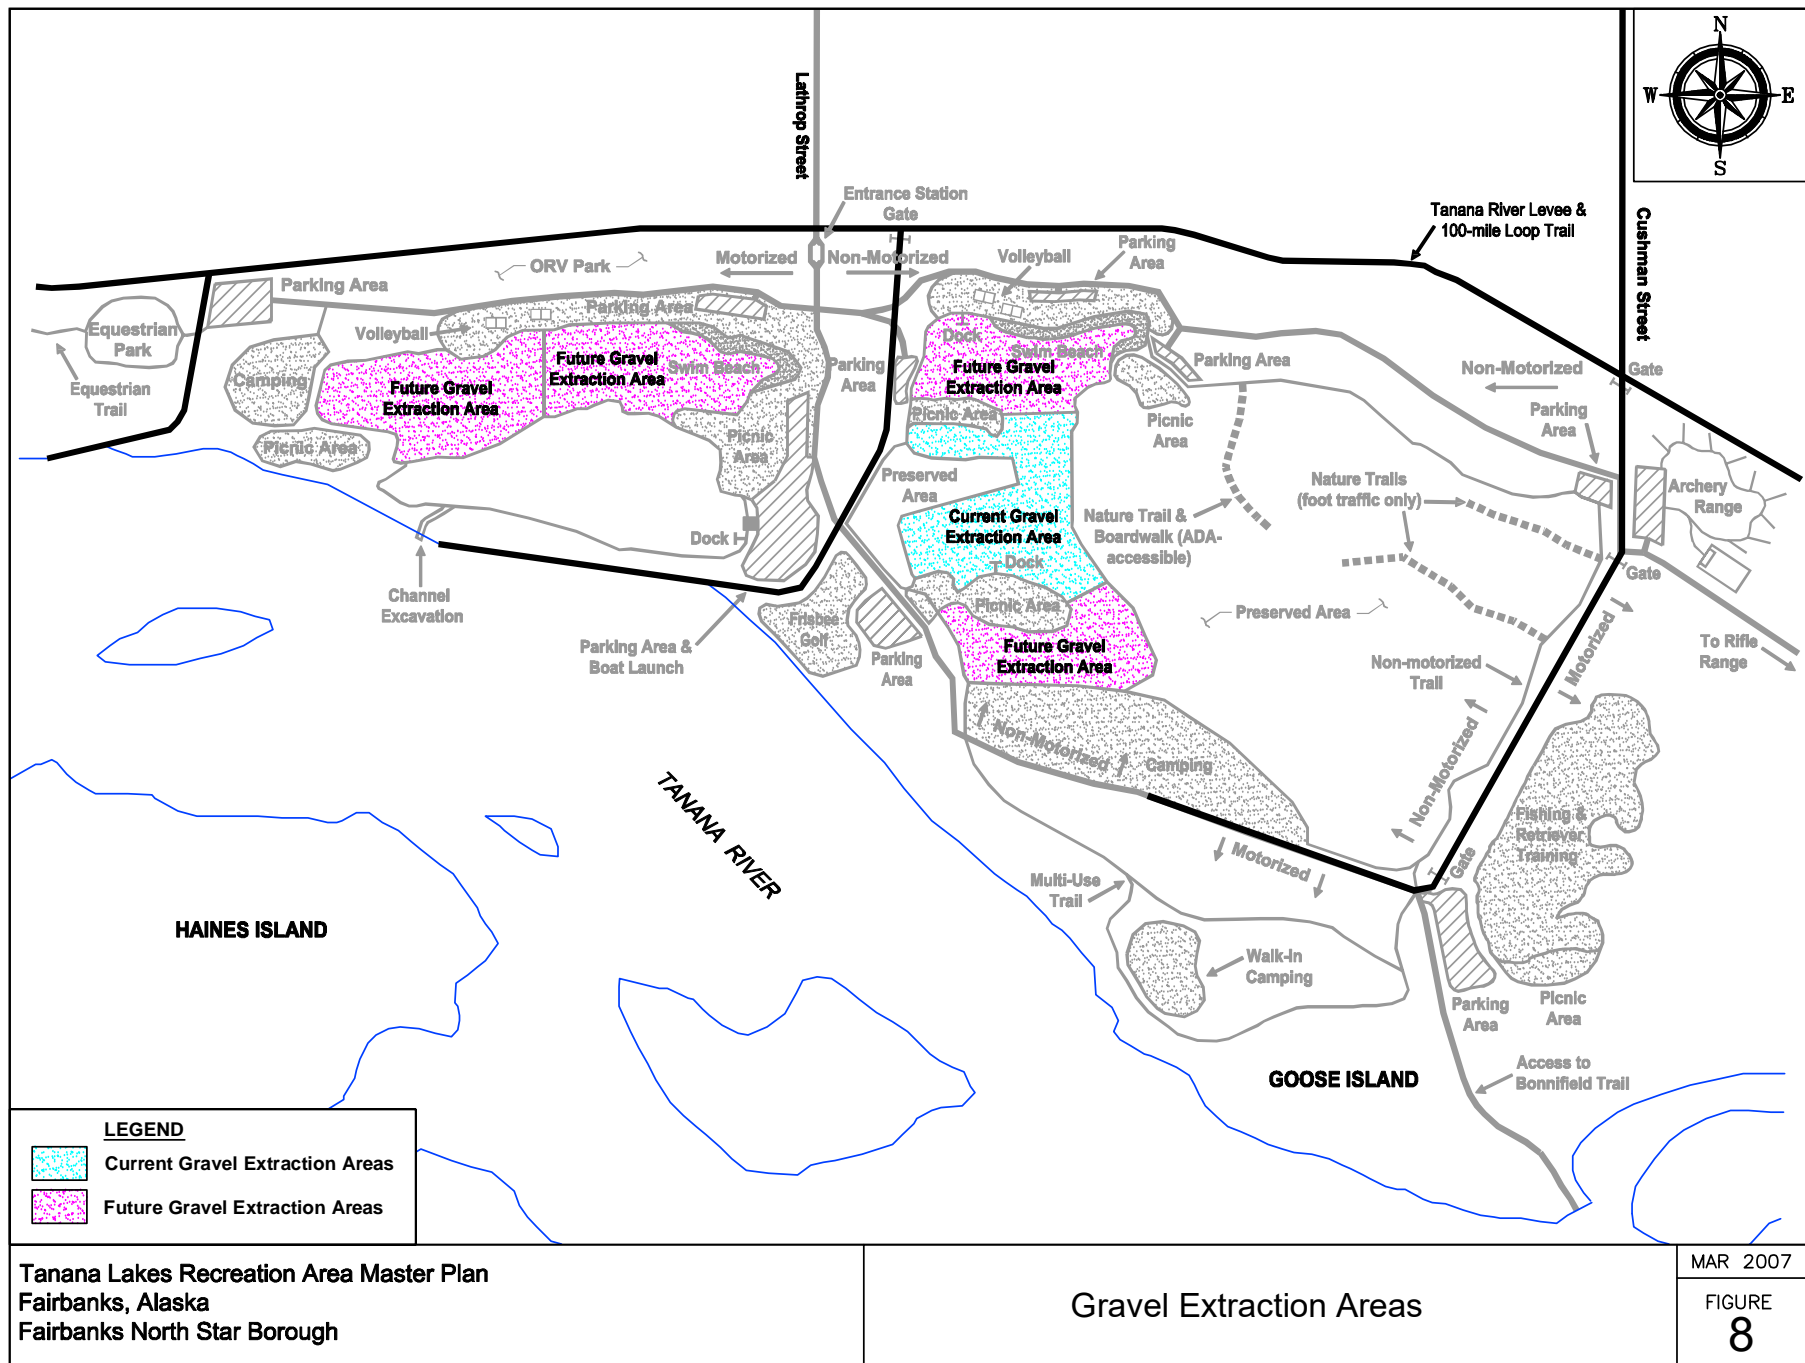 N
W
E
S
Lathrop Street
Cushman Street
Entrance Station
Gate
Tanana River Levee &
100-mile Loop Trail
Motorized
Non-Motorized
ORV Park
Volleyball
Parking
Area
Parking Area
Equestrian
Park
Equestrian
Trail
Volleyball
Parking Area
Camping
Picnic Area
Future Gravel
Extraction Area
Future Gravel
Extraction Area
Swim Beach
Picnic
Area
Parking
Area
Dock
Swim Beach
Future Gravel
Extraction Area
Picnic Area
Parking Area
Picnic
Area
Non-Motorized
Gate
Parking
Area
Archery
Range
Preserved
Area
Current Gravel
Extraction Area
Nature Trail &
Boardwalk (ADA-
accessible)
Nature Trails
(foot traffic only)
Gate
Dock
Dock
Channel
Excavation
Parking Area &
Boat Launch
Frisbee
Golf
Parking
Area
Picnic Area
Future Gravel
Extraction Area
Preserved Area
Motorized
To Rifle
Range
Non-motorized
Trail
Non-Motorized
Camping
Non-Motorized
Motorized
Gate
Fishing &
Retriever
Training
TANANA RIVER
Multi-Use
Trail
Walk-In
Camping
Parking
Area
Picnic
Area
HAINES ISLAND
GOOSE ISLAND
Access to
Bonnifield Trail
LEGEND
Current Gravel Extraction Areas
Future Gravel Extraction Areas
Tanana Lakes Recreation Area Master Plan
Fairbanks, Alaska
Fairbanks North Star Borough
Gravel Extraction Areas
MAR 2007
FIGURE
8